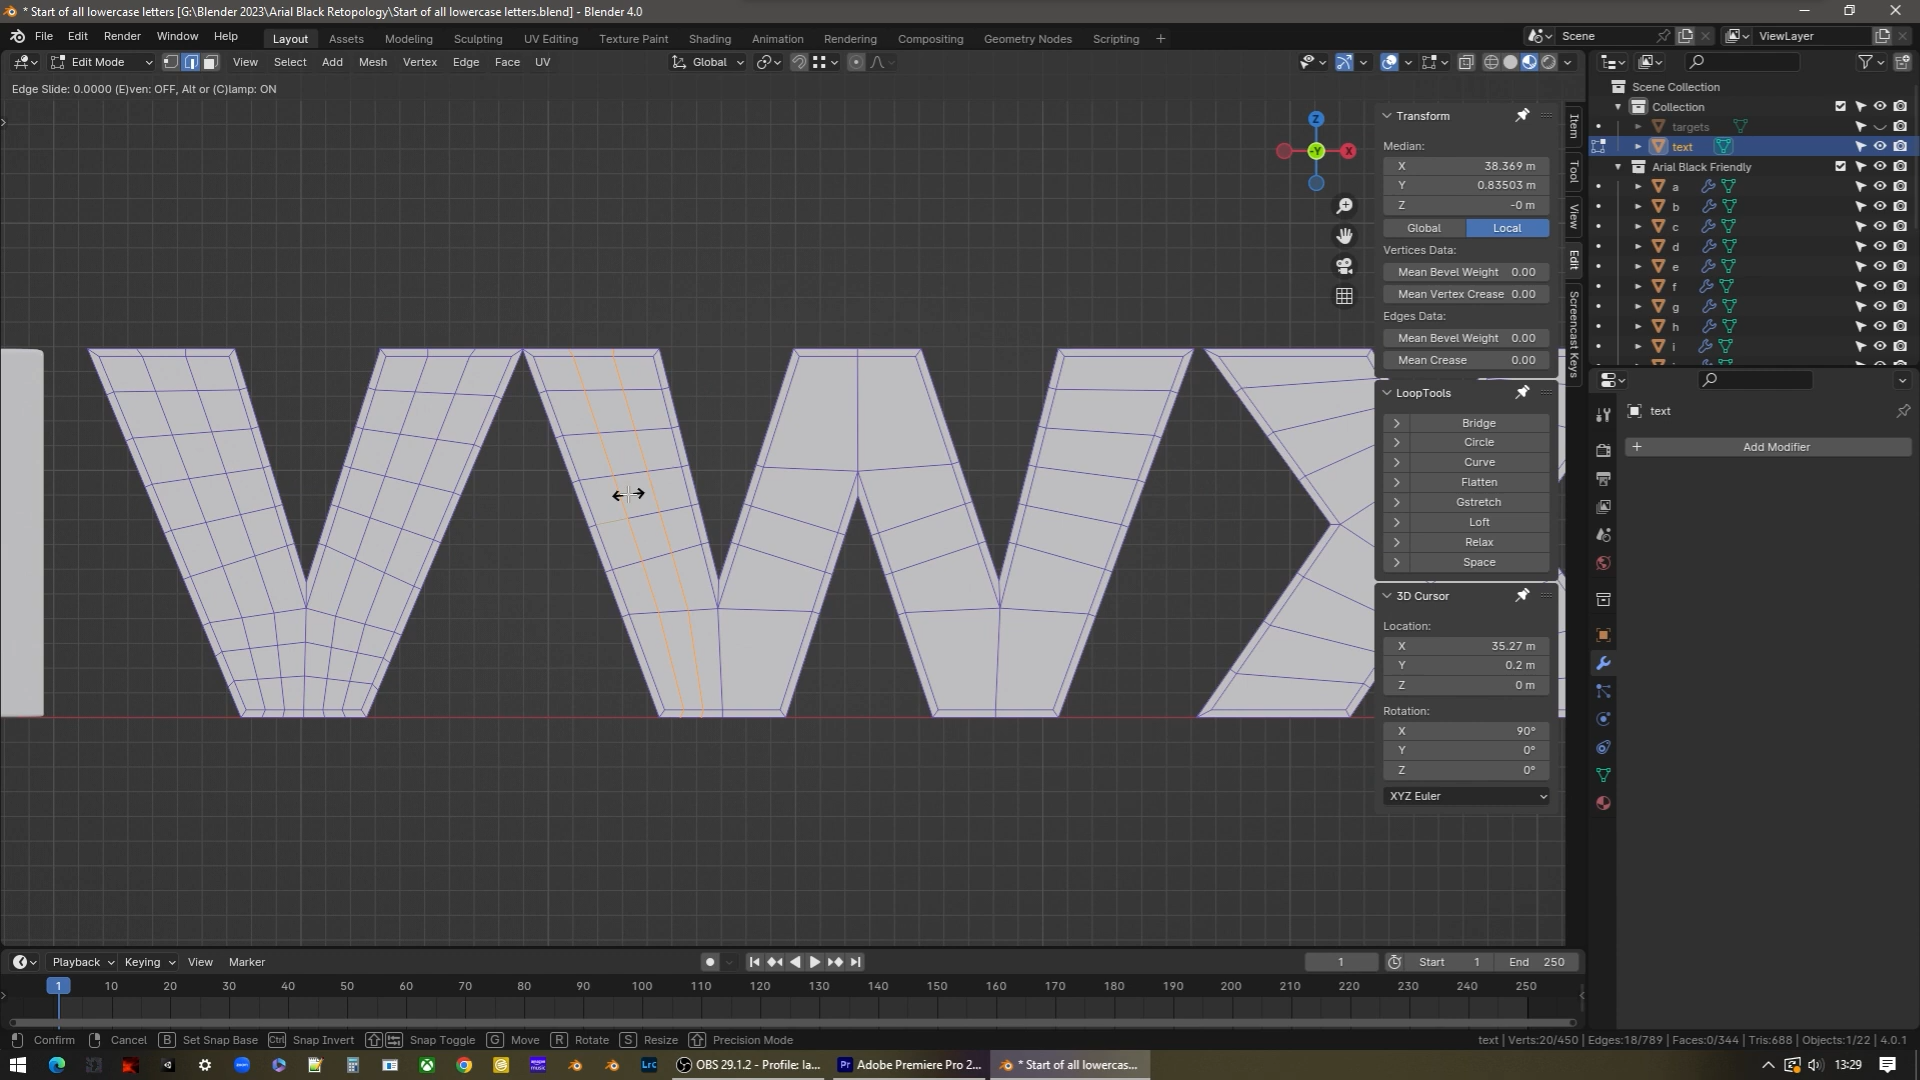 * Start of all lowercase letters [G:\Blender 2023\Arial Black Retopology\Start of all lowercase letters.blend] - Blender 4.0
File Edit Render Window Help Layout Assets Modeling Sculpting UV Editing Texture Paint Shading Animation Rendering Compositing Geometry Nodes Scripting + Scene ViewLayer
Edit Mode View Select Add Mesh Vertex Edge Face UV Global
Edge Slide: 0.0000 (E)ven: OFF, Alt or (C)lamp: ON
Z
-Y
X
Transform
Median:
X 38.369 m
Y 0.83503 m
Z -0 m
Global Local
Vertices Data:
Mean Bevel Weight 0.00
Mean Vertex Crease 0.00
Edges Data:
Mean Bevel Weight 0.00
Mean Crease 0.00
LoopTools
Bridge
Circle
Curve
Flatten
Gstretch
Loft
Relax
Space
3D Cursor
Location:
X 35.27 m
Y 0.2 m
Z 0 m
Rotation:
X 90°
Y 0°
Z 0°
XYZ Euler
Item
Tool
View
Edit
Screencast Keys
Scene Collection
Collection
targets
text
Arial Black Friendly
a
b
c
d
e
f
g
h
i
text
+ Add Modifier
vwx
Playback Keying View Marker 1 Start 1 End 250
1 10 20 30 40 50 60 70 80 90 100 110 120 130 140 150 160 170 180 190 200 210 220 230 240 250
Confirm Cancel B Set Snap Base Ctrl Snap Invert Snap Toggle G Move R Rotate S Resize Precision Mode text | Verts:20/450 | Edges:18/789 | Faces:0/344 | Tris:688 | Objects:1/22 | 4.0.1
Lrc OBS 29.1.2 - Profile: la... Pr Adobe Premiere Pro 2... * Start of all lowercas... 13:29